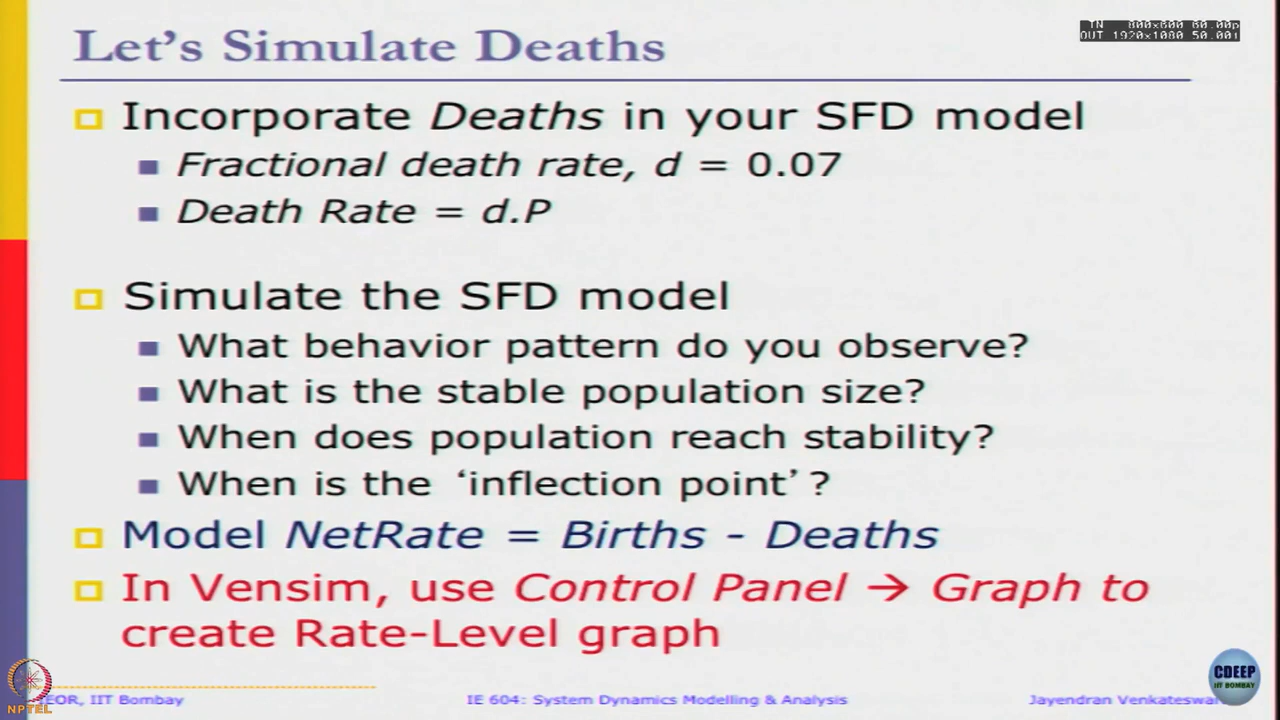 Let's Simulate Deaths
IN 800x600 60.00p
OUT 1920x1080 50.00i
Incorporate Deaths in your SFD model
Fractional death rate, d = 0.07
Death Rate = d.P
Simulate the SFD model
What behavior pattern do you observe?
What is the stable population size?
When does population reach stability?
When is the ‘inflection point’ ?
Model NetRate = Births - Deaths
In Vensim, use Control Panel → Graph to
create Rate-Level graph
NPTEL
IEOR, IIT Bombay
IE 604: System Dynamics Modelling & Analysis
Jayendran Venkateswar
CDEEP
IIT BOMBAY